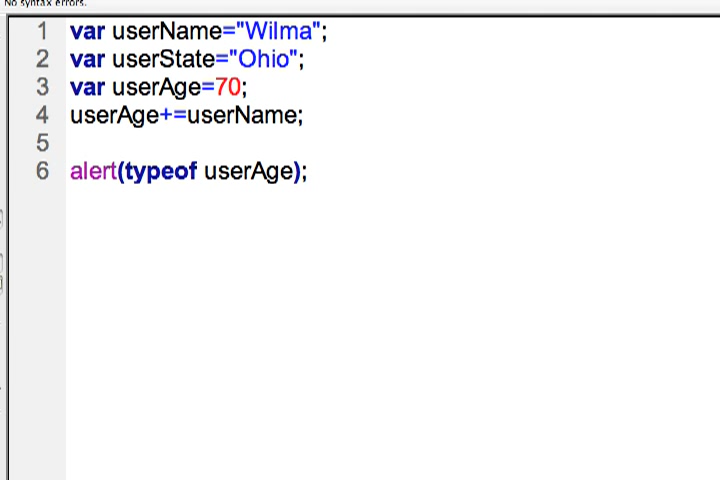 No syntax errors.
1 var userName="Wilma";
2 var userState="Ohio";
3 var userAge=70;
4 userAge+=userName;
5
6 alert(typeof userAge);